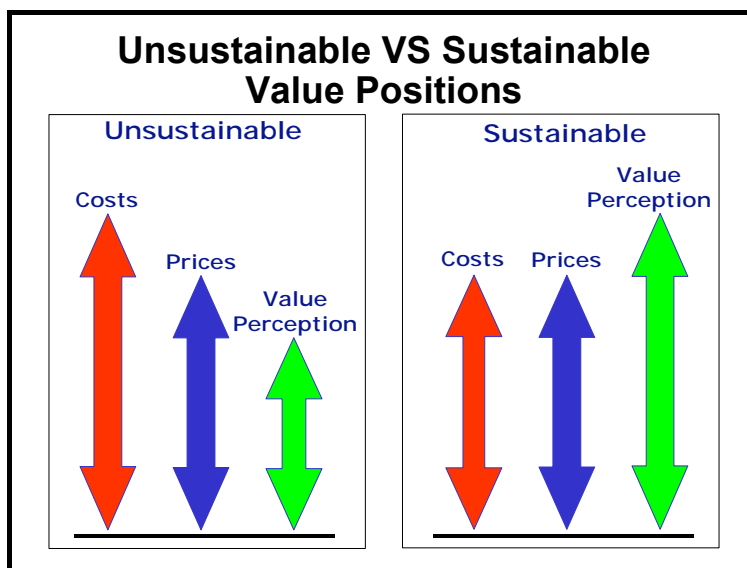 Unsustainable VS Sustainable
Value Positions
Unsustainable
Costs
Prices
Value
Perception
Sustainable
Costs
Prices
Value
Perception